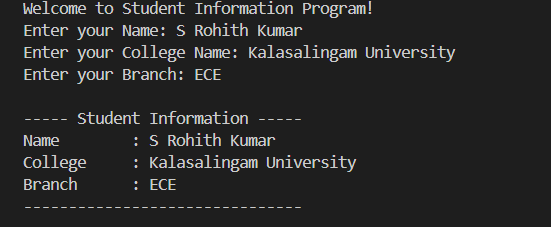 Welcome to Student Information Program!
Enter your Name: S Rohith Kumar
Enter your College Name: Kalasalingam University
Enter your Branch: ECE

----- Student Information -----
Name        : S Rohith Kumar
College     : Kalasalingam University
Branch      : ECE
-------------------------------